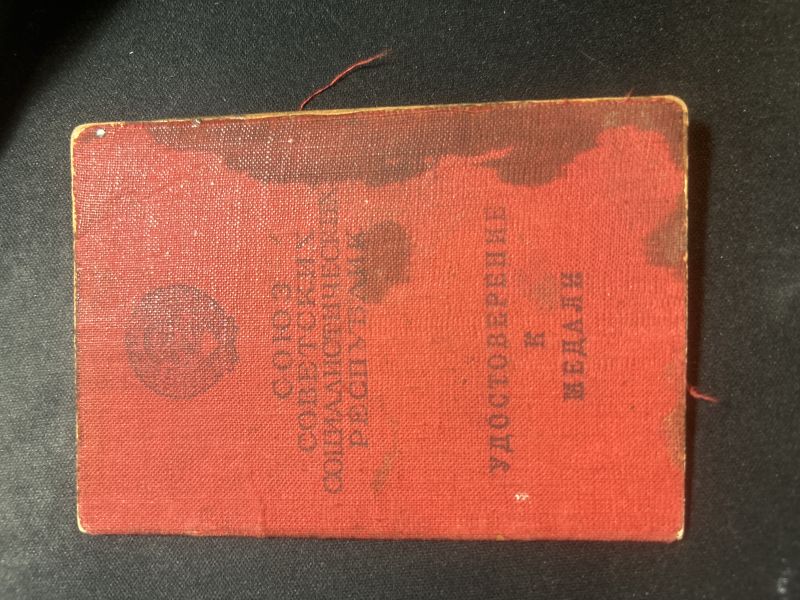 СОЮЗ
СОВЕТСКИХ
СОЦИАЛИСТИЧЕСКИХ
РЕСПУБЛИК
УДОСТОВЕРЕНИЕ
К
МЕДАЛИ